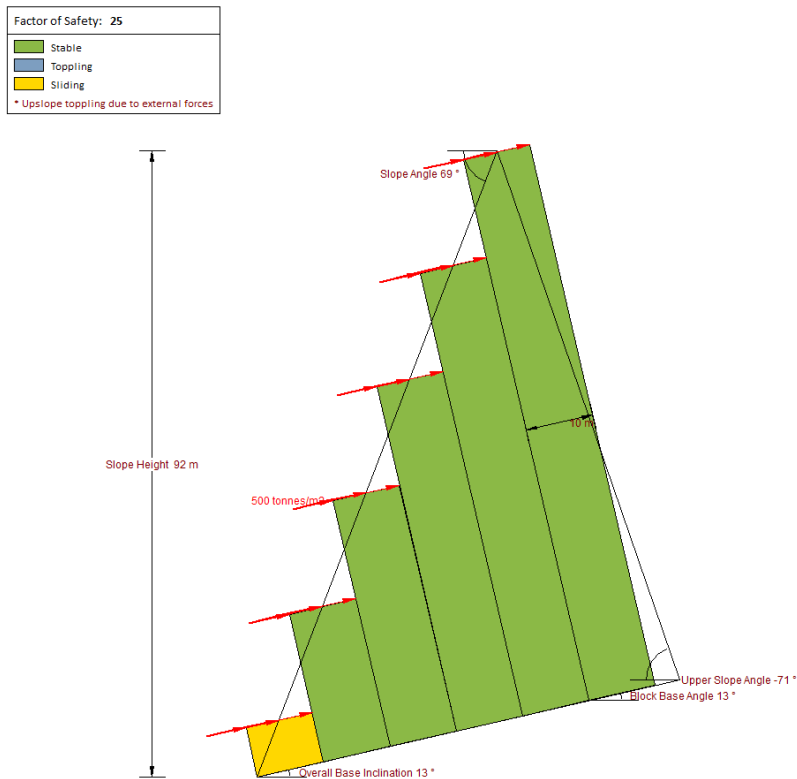 Factor of Safety: 25
Stable
Toppling
Sliding
* Upslope toppling due to external forces
Slope Angle 69 °
10 m
Slope Height 92 m
500 tonnes/m2
Upper Slope Angle -71 °
Block Base Angle 13 °
Overall Base Inclination 13 °